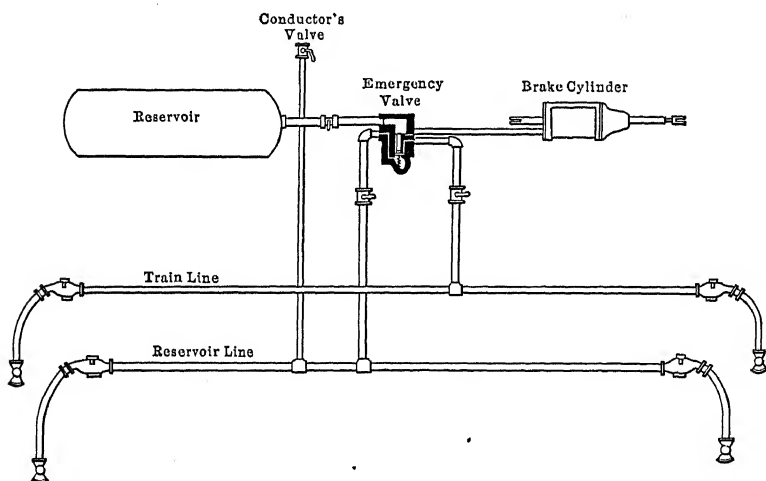 Conductor's
Valve
Emergency
Valve
Brake Cylinder
Reservoir
Train Line
Reservoir Line